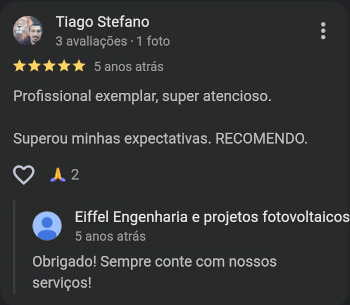 Tiago Stefano
3 avaliações · 1 foto
5 anos atrás
Profissional exemplar, super atencioso.
Superou minhas expectativas. RECOMENDO.
2
Eiffel Engenharia e projetos fotovoltaicos
5 anos atrás
Obrigado! Sempre conte com nossos
serviços!